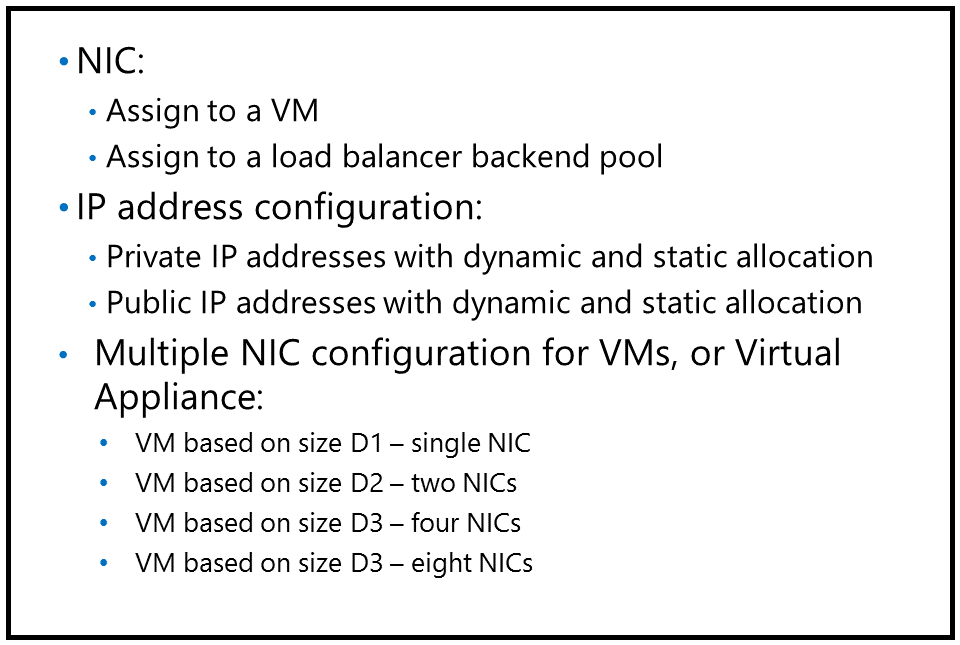 • NIC:
• Assign to a VM
• Assign to a load balancer backend pool
• IP address configuration:
• Private IP addresses with dynamic and static allocation
• Public IP addresses with dynamic and static allocation
• Multiple NIC configuration for VMs, or Virtual
Appliance:
• VM based on size D1 – single NIC
• VM based on size D2 – two NICs
• VM based on size D3 – four NICs
• VM based on size D3 – eight NICs